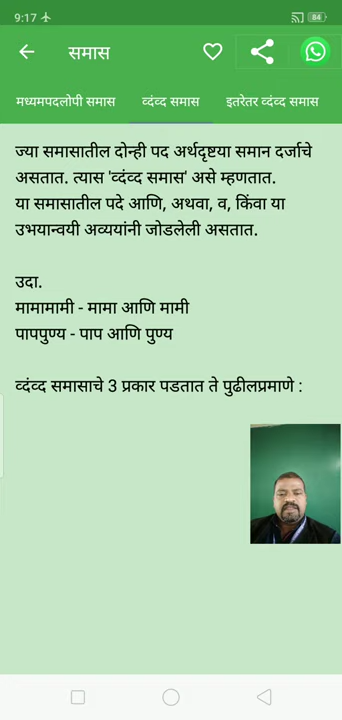 9:17
84
समास
मध्यमपदलोपी समास
व्दंव्द समास
इतरेतर व्दंव्द समास
ज्या समासातील दोन्ही पद अर्थदृष्टया समान दर्जाचे
असतात. त्यास 'व्दंव्द समास' असे म्हणतात.
या समासातील पदे आणि, अथवा, व, किंवा या
उभयान्वयी अव्ययांनी जोडलेली असतात.
उदा.
मामामामी - मामा आणि मामी
पापपुण्य - पाप आणि पुण्य
व्दंव्द समासाचे 3 प्रकार पडतात ते पुढीलप्रमाणे :